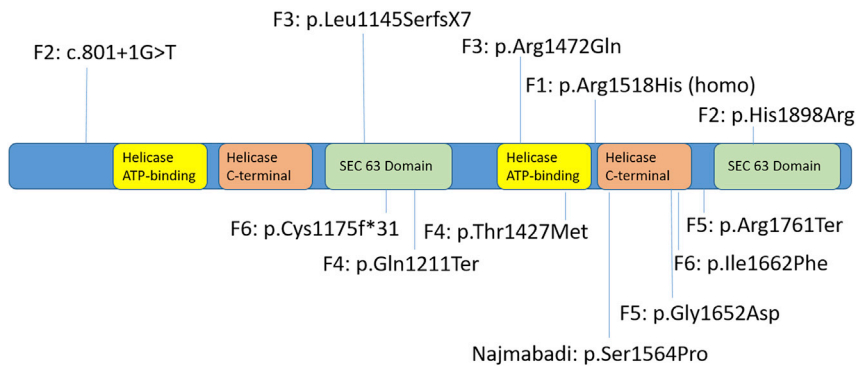 F3: p.Leu1145SerfsX7
F2: c.801+1G>T
F3: p.Arg1472Gln
F1: p.Arg1518His (homo)
F2: p.His1898Arg
Helicase
ATP-binding
Helicase
C-terminal
SEC 63 Domain
Helicase
ATP-binding
Helicase
C-terminal
SEC 63 Domain
F6: p.Cys1175f*31
F4: p.Thr1427Met
F5: p.Arg1761Ter
F4: p.Gln1211Ter
F6: p.Ile1662Phe
F5: p.Gly1652Asp
Najmabadi: p.Ser1564Pro